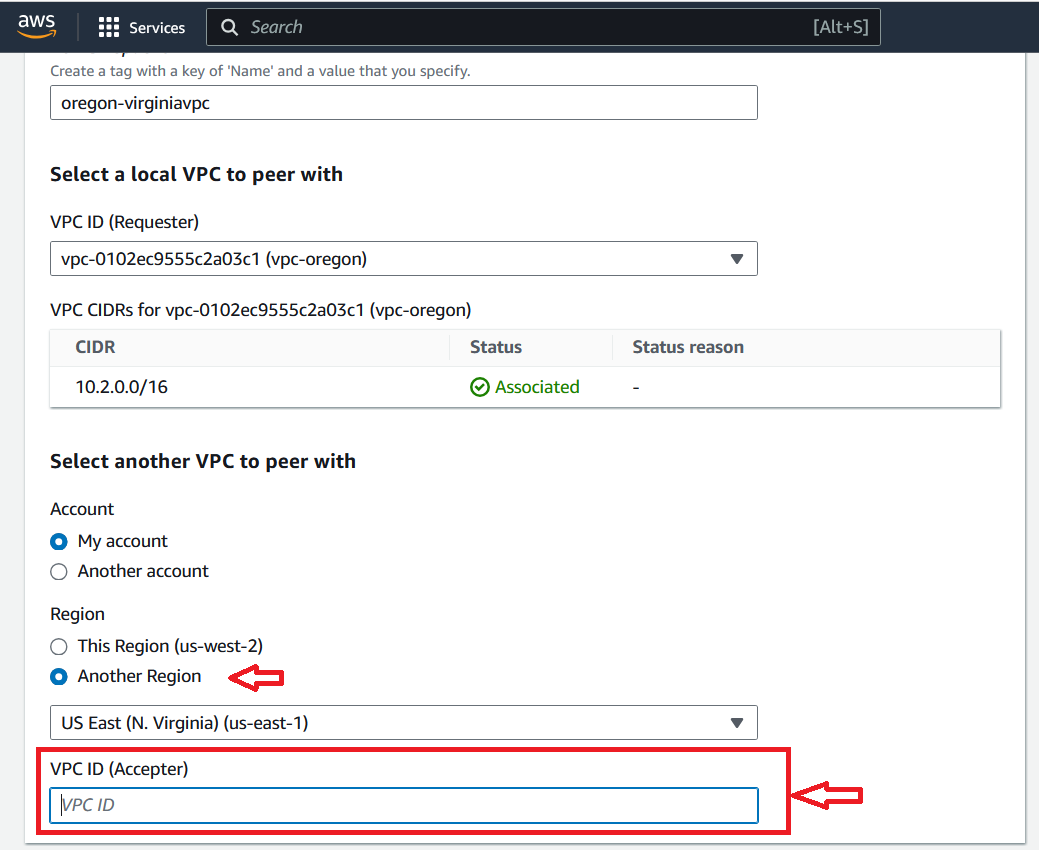 aws
Services
Search [Alt+S]
Create a tag with a key of 'Name' and a value that you specify.
oregon-virginiavpc
Select a local VPC to peer with
VPC ID (Requester)
vpc-0102ec9555c2a03c1 (vpc-oregon)
VPC CIDRs for vpc-0102ec9555c2a03c1 (vpc-oregon)
CIDR Status Status reason
10.2.0.0/16 Associated -
Select another VPC to peer with
Account
My account
Another account
Region
This Region (us-west-2)
Another Region
US East (N. Virginia) (us-east-1)
VPC ID (Accepter)
VPC ID